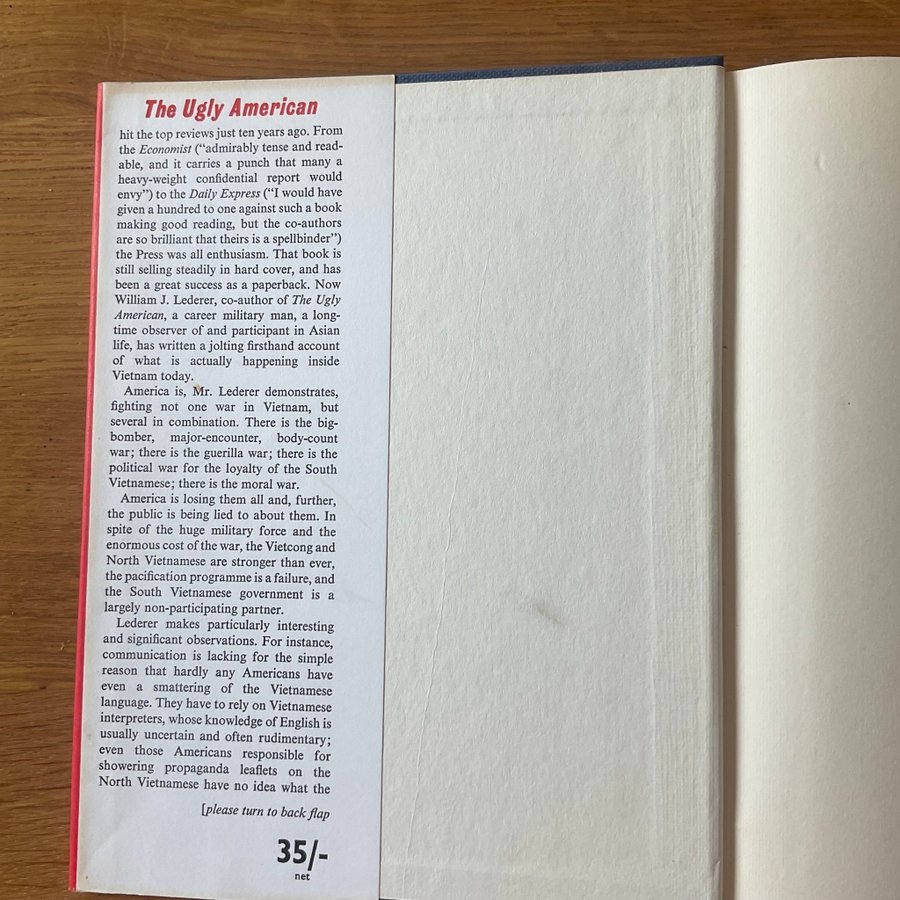 The Ugly American
hit the top reviews just ten years ago. From
the Economist (“admirably tense and read-
able, and it carries a punch that many a
heavy-weight confidential report would
envy”) to the Daily Express (“I would have
given a hundred to one against such a book
making good reading, but the co-authors
are so brilliant that theirs is a spellbinder”)
the Press was all enthusiasm. That book is
still selling steadily in hard cover, and has
been a great success as a paperback. Now
William J. Lederer, co-author of The Ugly
American, a career military man, a long-
time observer of and participant in Asian
life, has written a jolting firsthand account
of what is actually happening inside
Vietnam today.
America is, Mr. Lederer demonstrates,
fighting not one war in Vietnam, but
several in combination. There is the big-
bomber, major-encounter, body-count
war; there is the guerilla war; there is the
political war for the loyalty of the South
Vietnamese; there is the moral war.
America is losing them all and, further,
the public is being lied to about them. In
spite of the huge military force and the
enormous cost of the war, the Vietcong and
North Vietnamese are stronger than ever,
the pacification programme is a failure, and
the South Vietnamese government is a
largely non-participating partner.
Lederer makes particularly interesting
and significant observations. For instance,
communication is lacking for the simple
reason that hardly any Americans have
even a smattering of the Vietnamese
language. They have to rely on Vietnamese
interpreters, whose knowledge of English is
usually uncertain and often rudimentary;
even those Americans responsible for
showering propaganda leaflets on the
North Vietnamese have no idea what the
[please turn to back flap
35/-
net